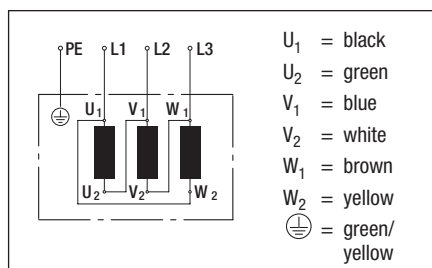 PE L1 L2 L3
U1 V1 W1
U2 V2 W2
U1 = black
U2 = green
V1 = blue
V2 = white
W1 = brown
W2 = yellow
= green/
yellow